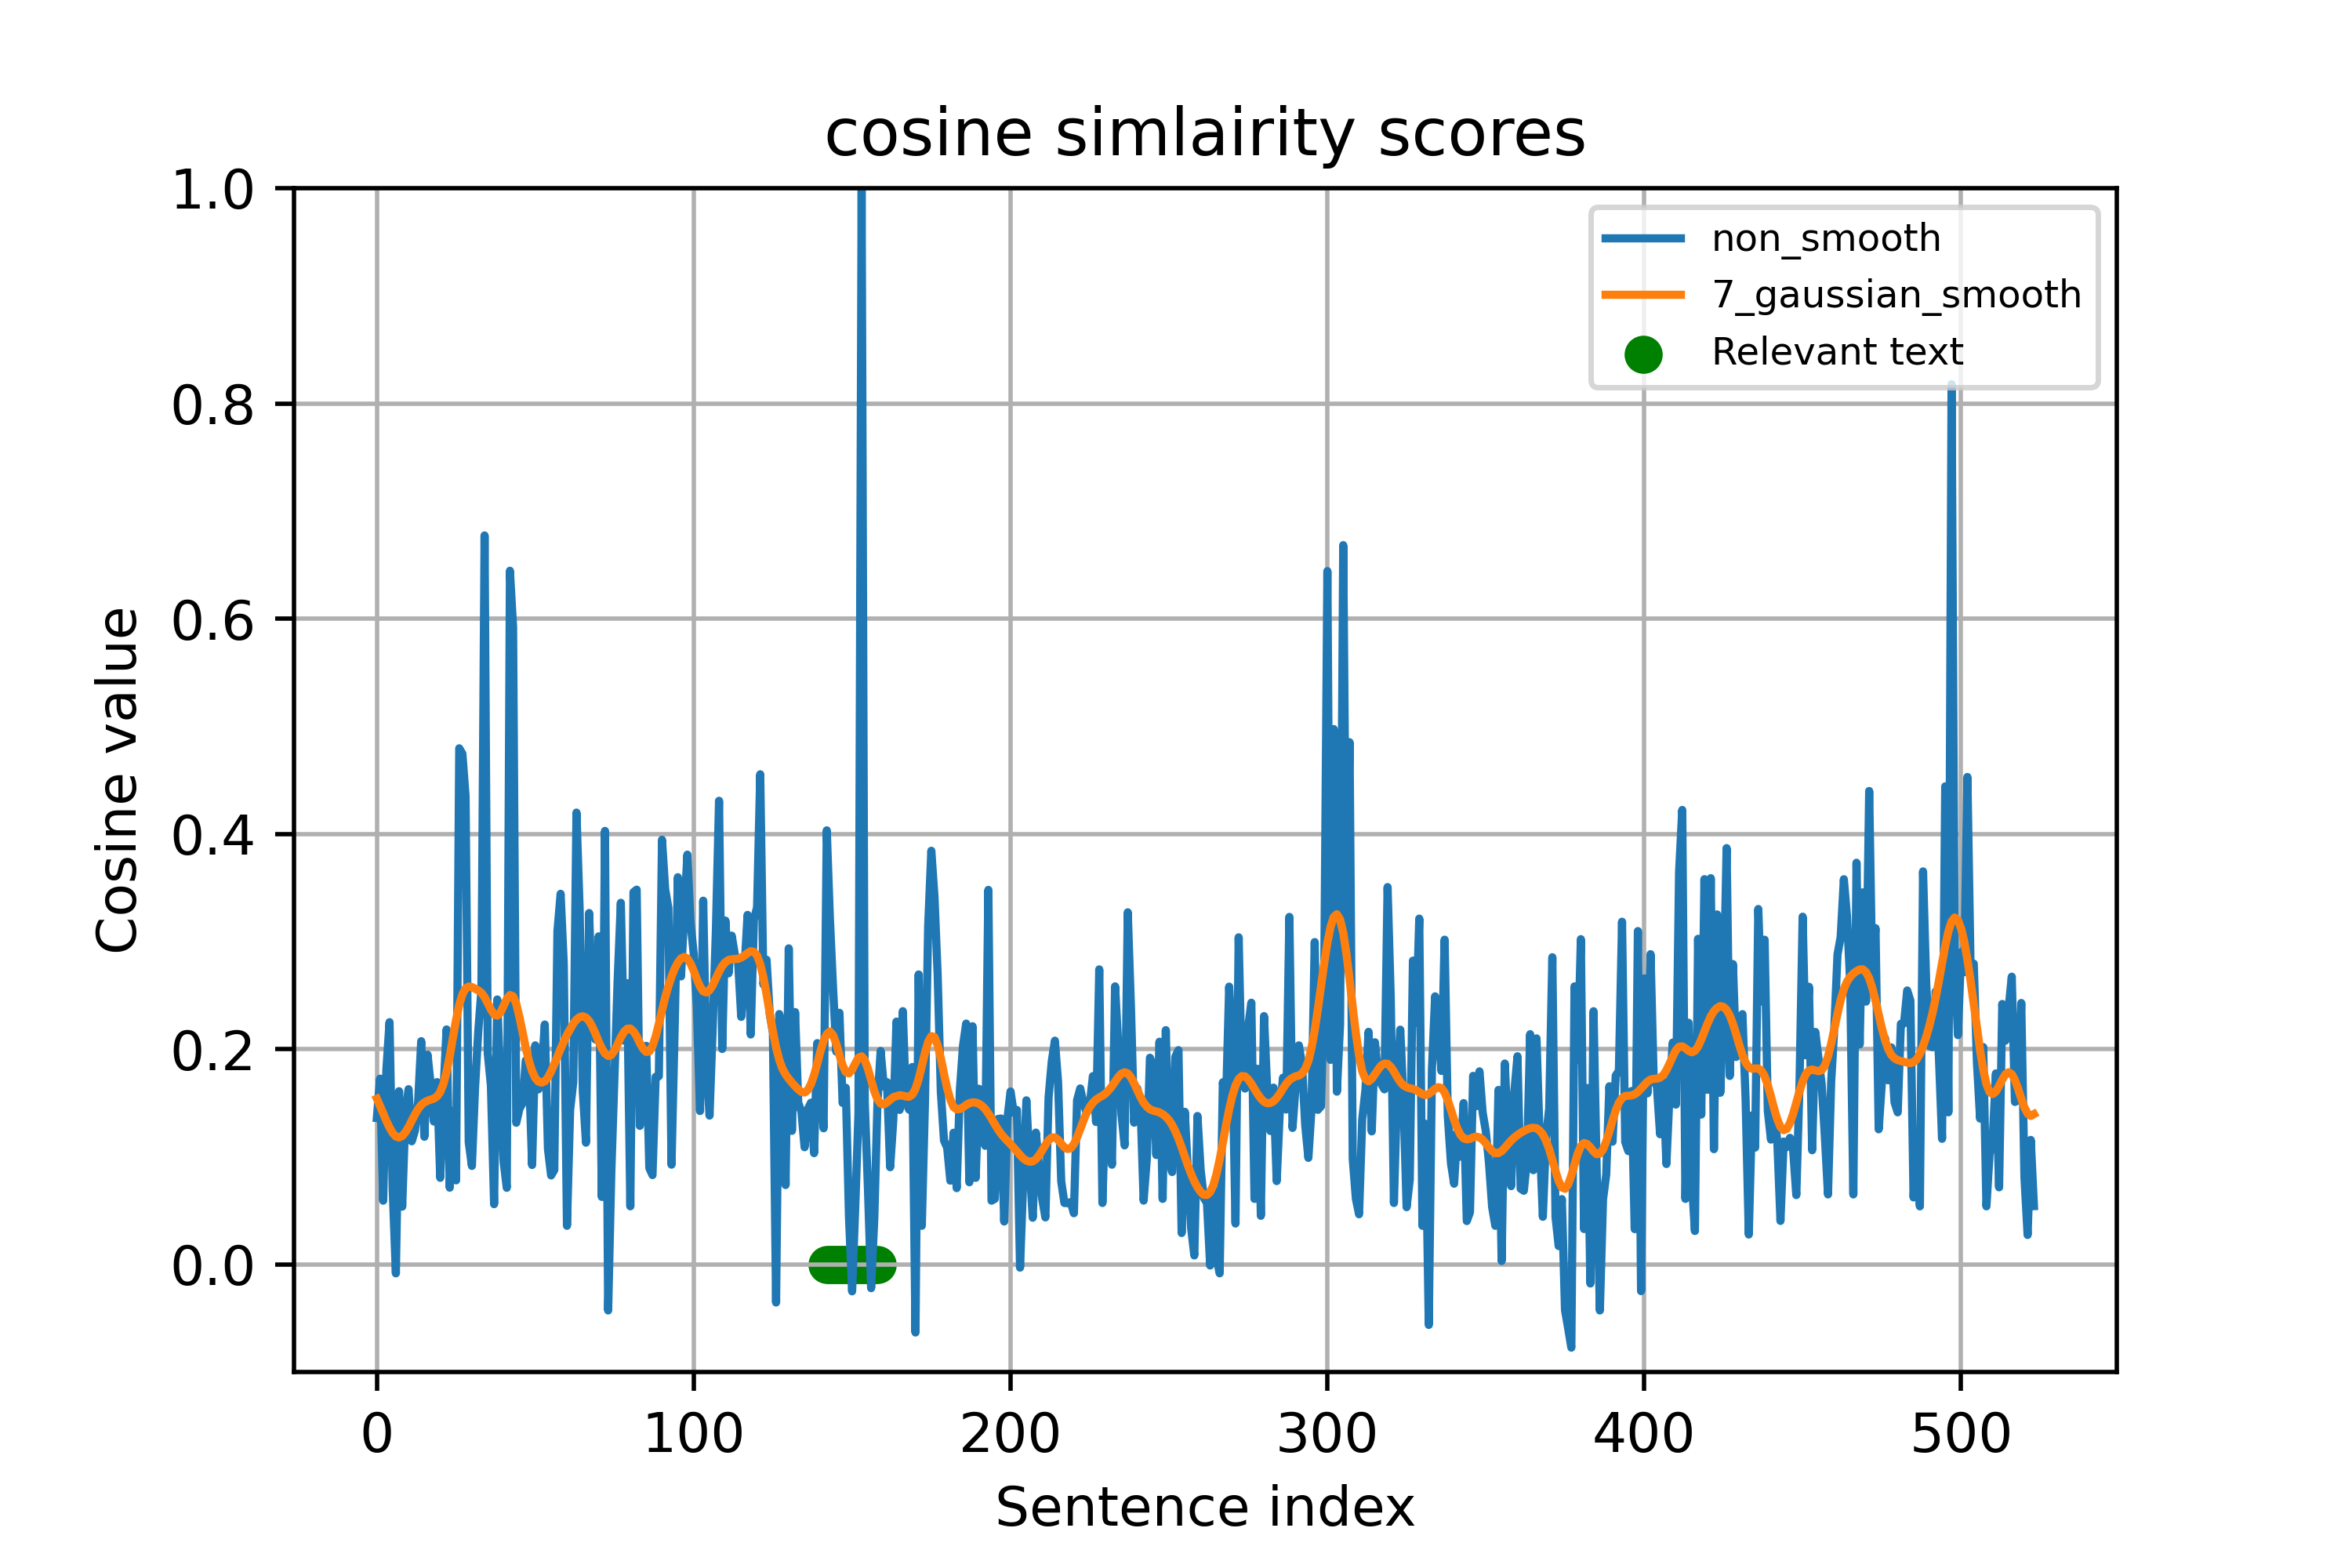 cosine simlairity scores
1.0
0.8
0.6
0.4
0.2
0.0
Cosine value
non_smooth
7_gaussian_smooth
Relevant text
0 100 200 300 400 500
Sentence index